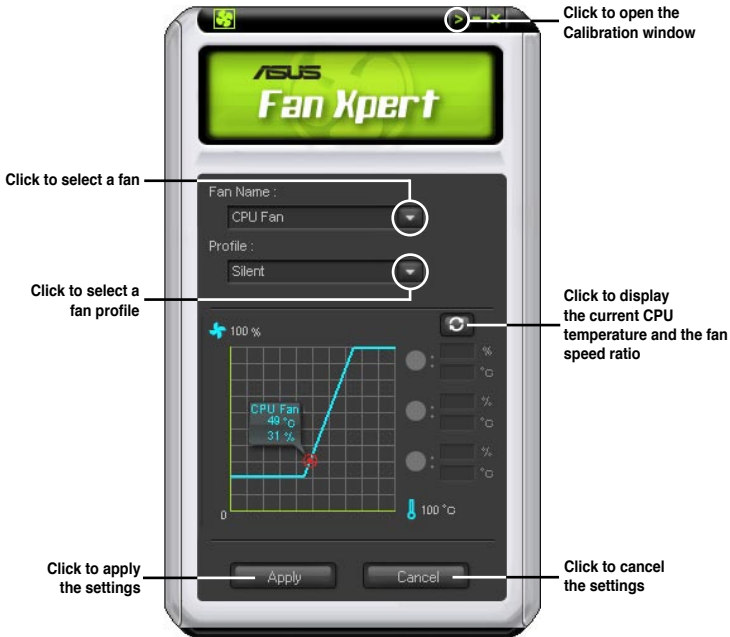 Click to open the
Calibration window
> - x
ASUS
Fan Xpert
Click to select a fan
Fan Name :
CPU Fan
Profile :
Silent
Click to select a
fan profile
Click to display
the current CPU
temperature and the fan
speed ratio
100 %
%
°C
CPU Fan
49 °C
31 %
%
°C
%
°C
0
100 °C
Click to apply
the settings
Apply
Cancel
Click to cancel
the settings